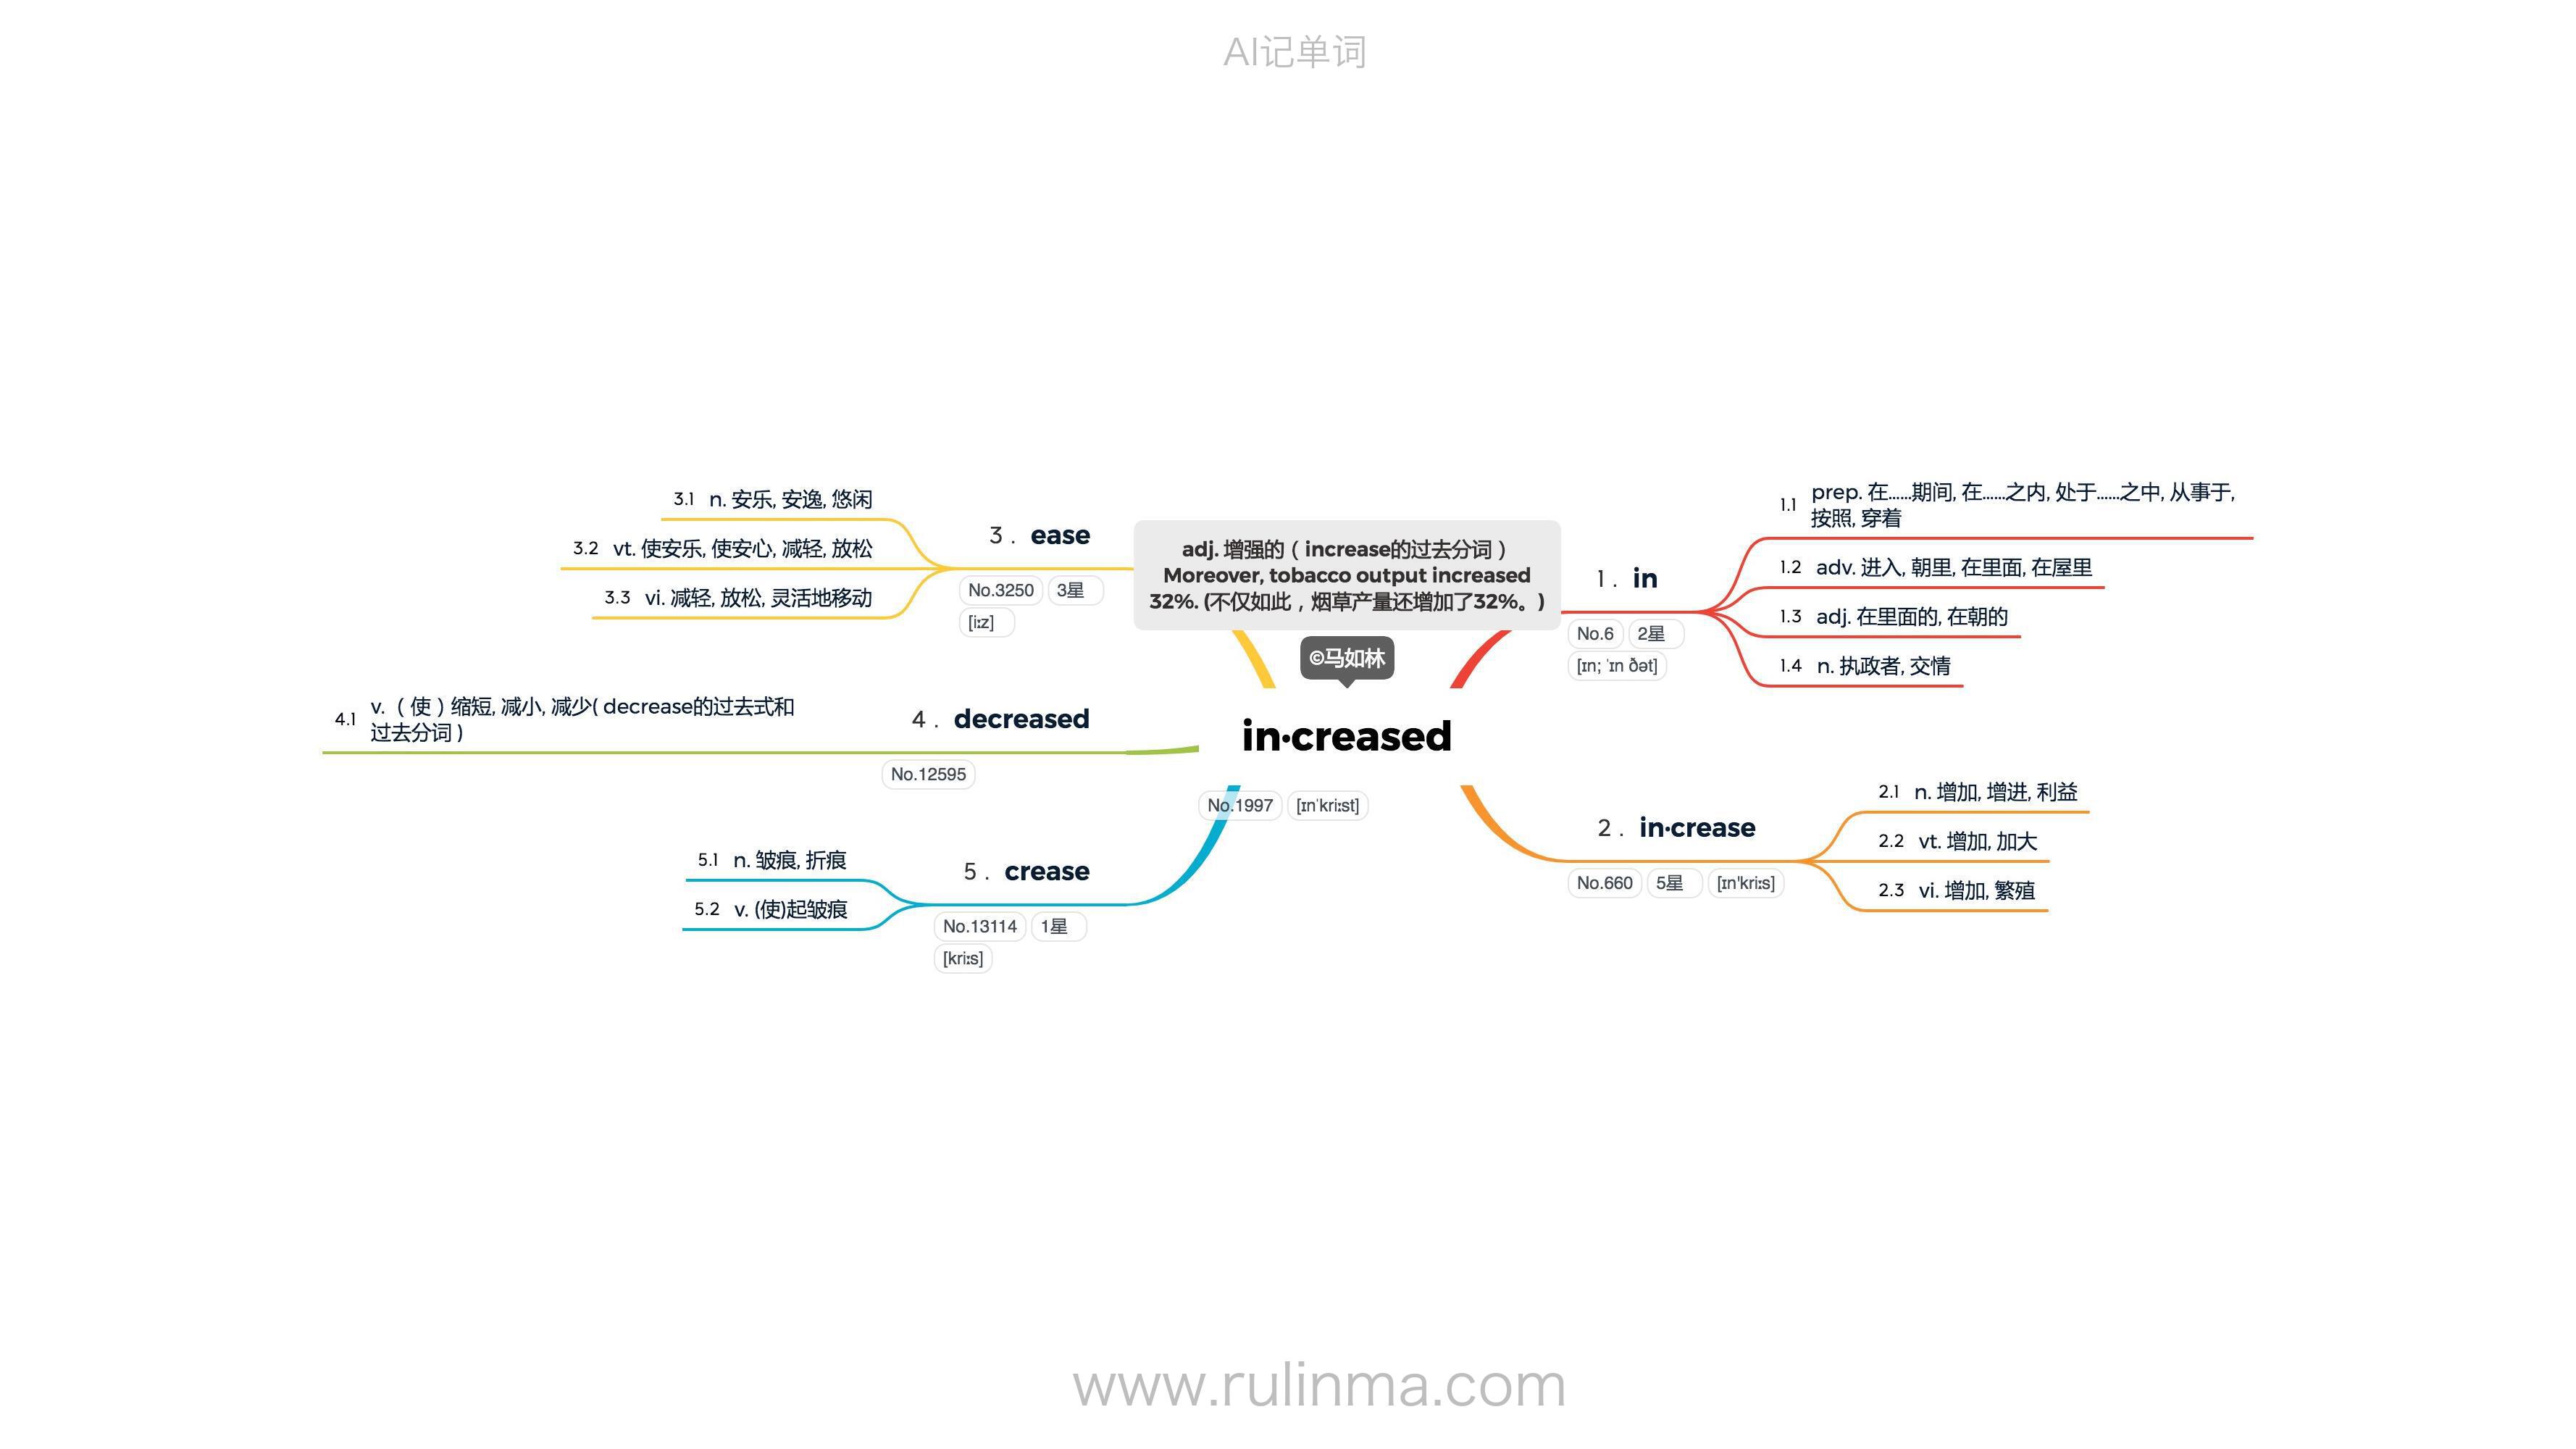 AI记单词
adj. 增强的（increase的过去分词）
Moreover, tobacco output increased
32%. (不仅如此，烟草产量还增加了32%。)
©马如林
in·creased
No.1997 [ɪnˈkriːst]
1. in
No.6 2星
[ɪn; ˈɪn ðət]
1.1 prep. 在......期间, 在......之内, 处于......之中, 从事于,
按照, 穿着
1.2 adv. 进入, 朝里, 在里面, 在屋里
1.3 adj. 在里面的, 在朝的
1.4 n. 执政者, 交情
2. in·crease
No.660 5星 [ɪn'kriːs]
2.1 n. 增加, 增进, 利益
2.2 vt. 增加, 加大
2.3 vi. 增加, 繁殖
3. ease
No.3250 3星
[iːz]
3.1 n. 安乐, 安逸, 悠闲
3.2 vt. 使安乐, 使安心, 减轻, 放松
3.3 vi. 减轻, 放松, 灵活地移动
4. decreased
No.12595
4.1 v.（使）缩短, 减小, 减少( decrease的过去式和
过去分词 )
5. crease
No.13114 1星
[kriːs]
5.1 n. 皱痕, 折痕
5.2 v. (使)起皱痕
www.rulinma.com